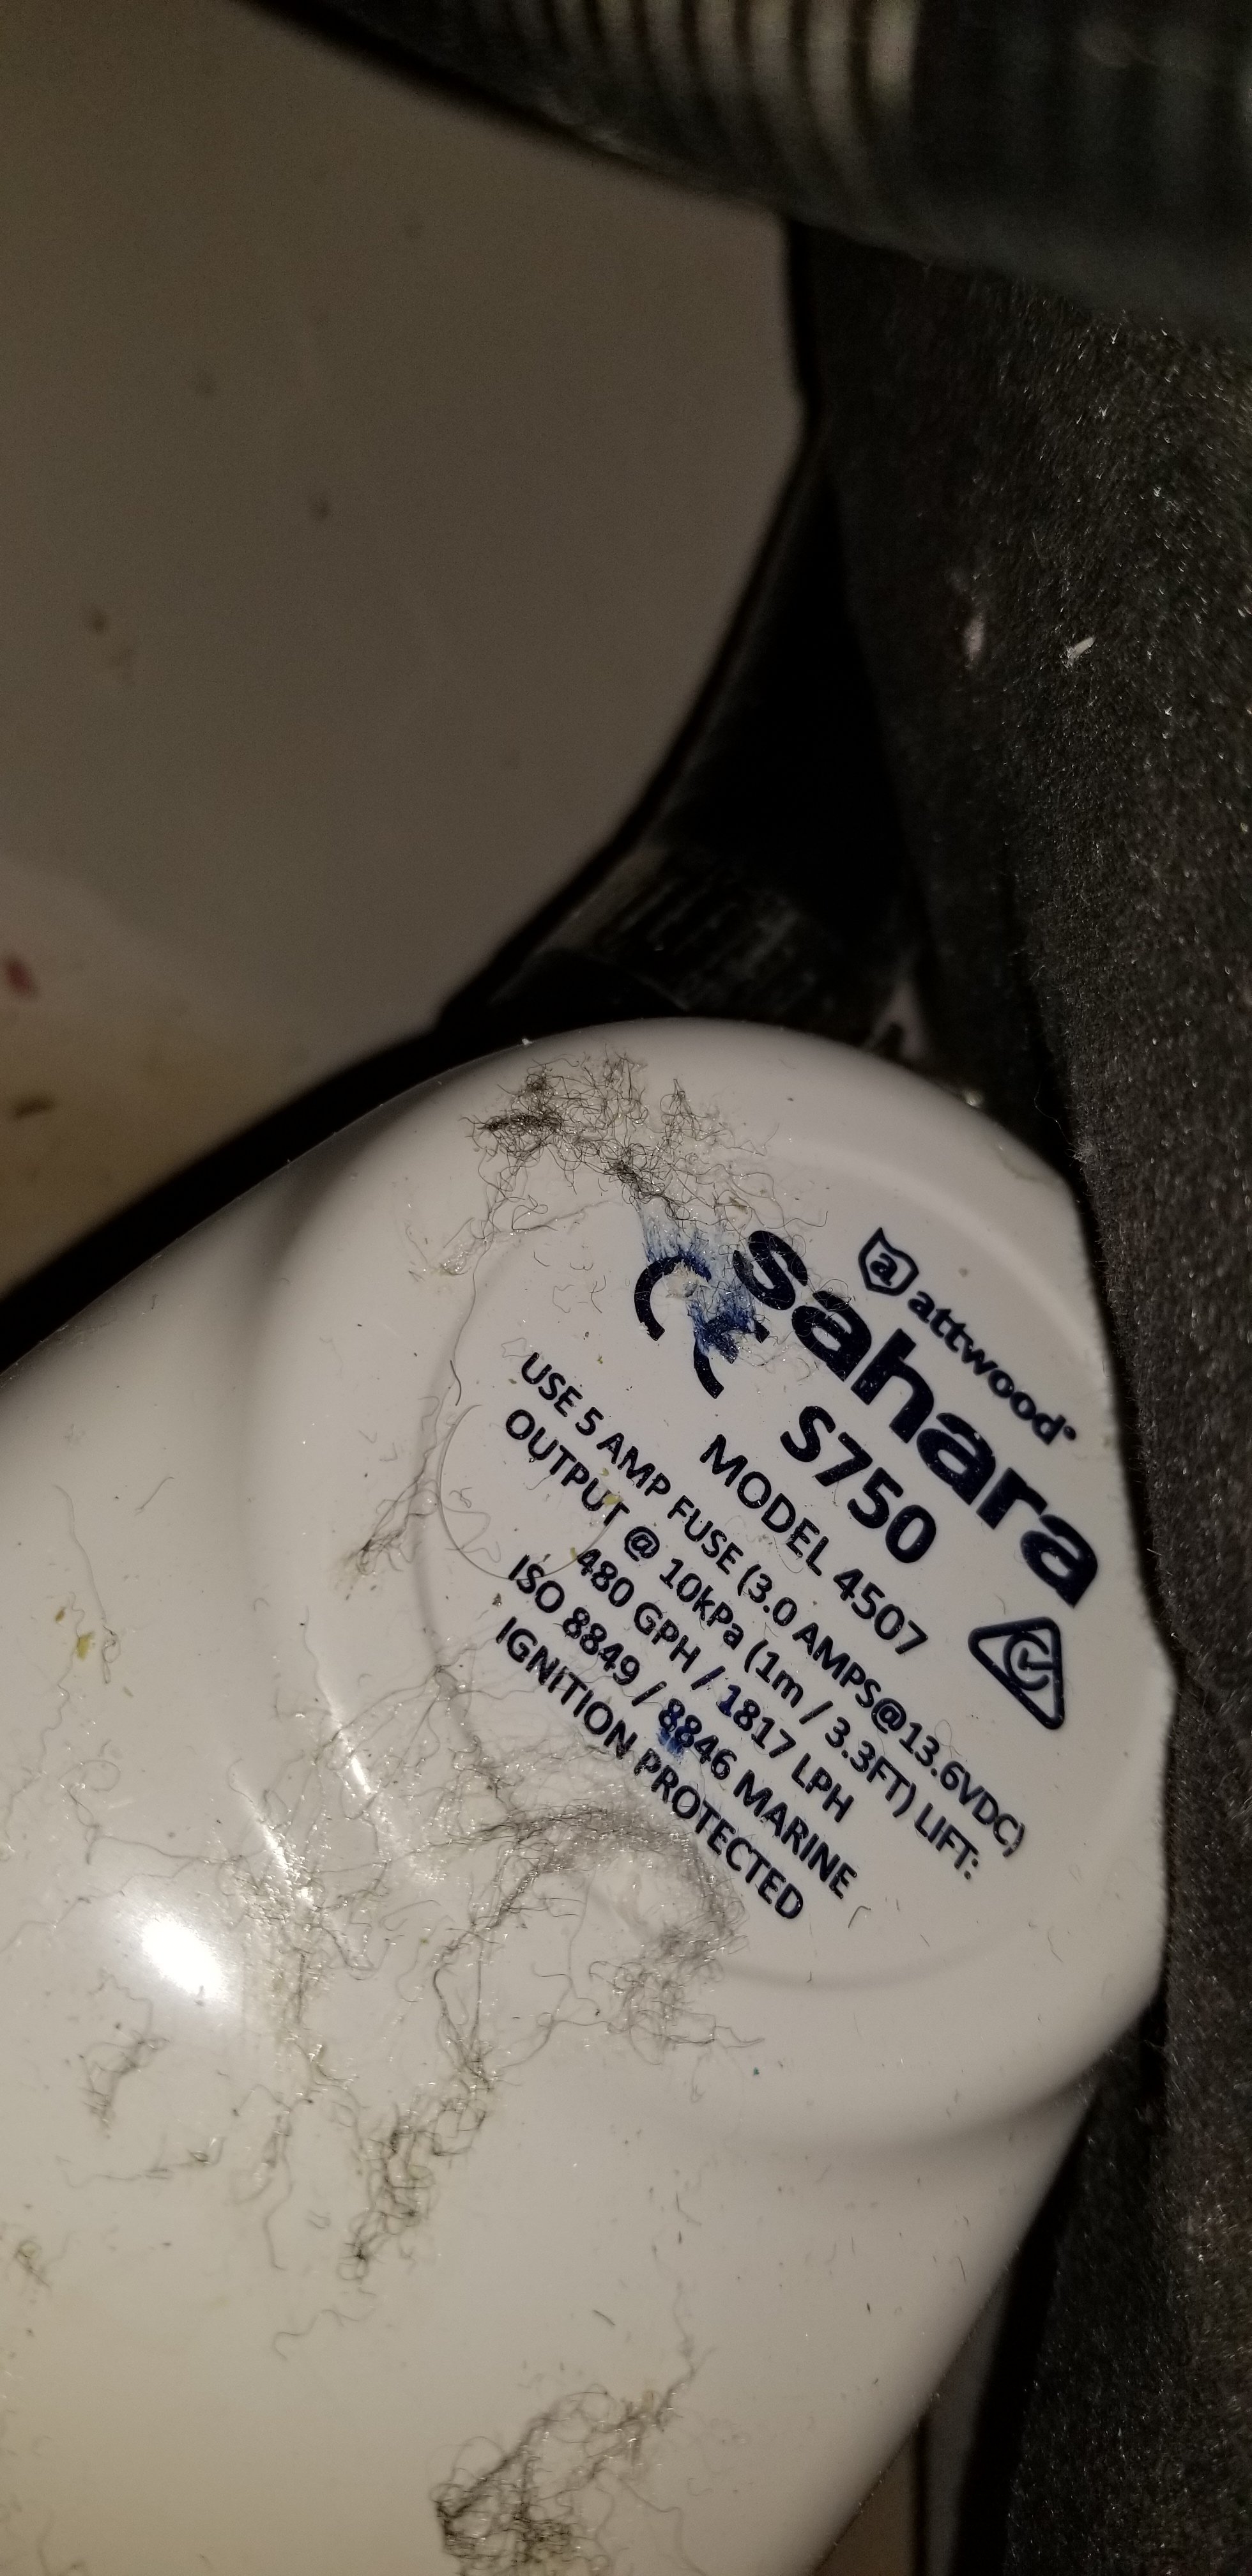 a attwood®
sahara
CE S750
MODEL 4507
USE 5 AMP FUSE (3.0 AMPS@13.6VDC)
OUTPUT @ 10kPa (1m / 3.3FT) LIFT:
480 GPH / 1817 LPH
ISO 8849 / 8846 MARINE
IGNITION PROTECTED